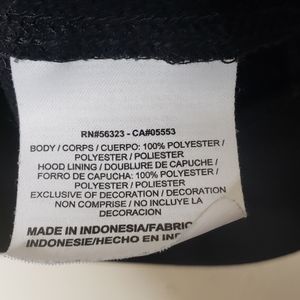 RN#56323 - CA#05553
BODY / CORPS / CUERPO: 100% POLYESTER /
POLYESTER / POLIESTER
HOOD LINING / DOUBLURE DE CAPUCHE /
FORRO DE CAPUCHA: 100% POLYESTER /
POLYESTER / POLIESTER
EXCLUSIVE OF DECORATION / DECORATION
NON COMPRISE / NO INCLUYE LA
DECORACION
MADE IN INDONESIA/FABRIC
INDONESIE/HECHO EN IND